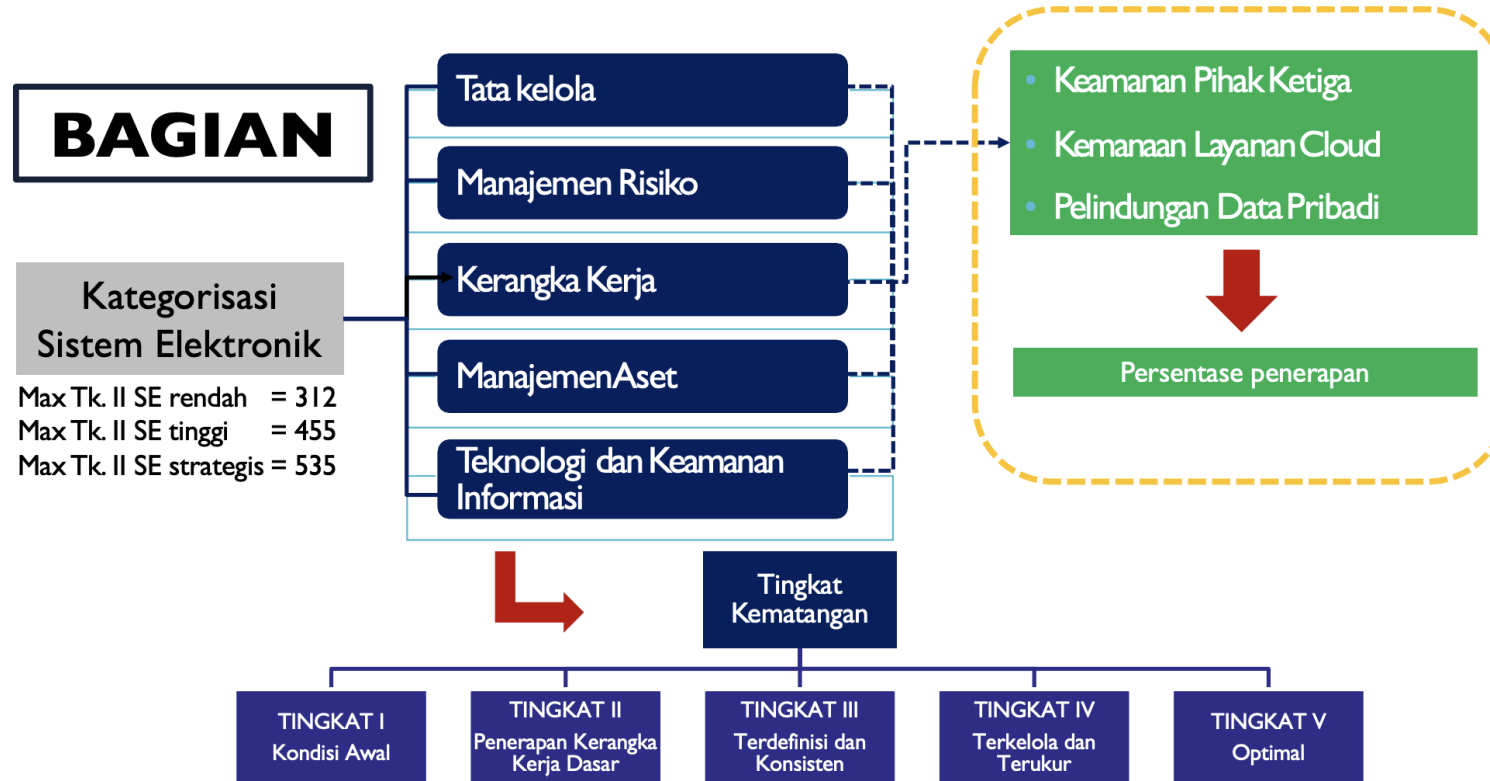 BAGIAN
Kategorisasi
Sistem Elektronik
Max Tk. II SE rendah = 312
Max Tk. II SE tinggi = 455
Max Tk. II SE strategis = 535
Tata kelola
Manajemen Risiko
Kerangka Kerja
ManajemenAset
Teknologi dan Keamanan
Informasi
• Keamanan Pihak Ketiga
• Kemanaan Layanan Cloud
• Pelindungan Data Pribadi
Persentase penerapan
Tingkat
Kematangan
TINGKAT I
Kondisi Awal
TINGKAT II
Penerapan Kerangka
Kerja Dasar
TINGKAT III
Terdefinisi dan
Konsisten
TINGKAT IV
Terkelola dan
Terukur
TINGKAT V
Optimal